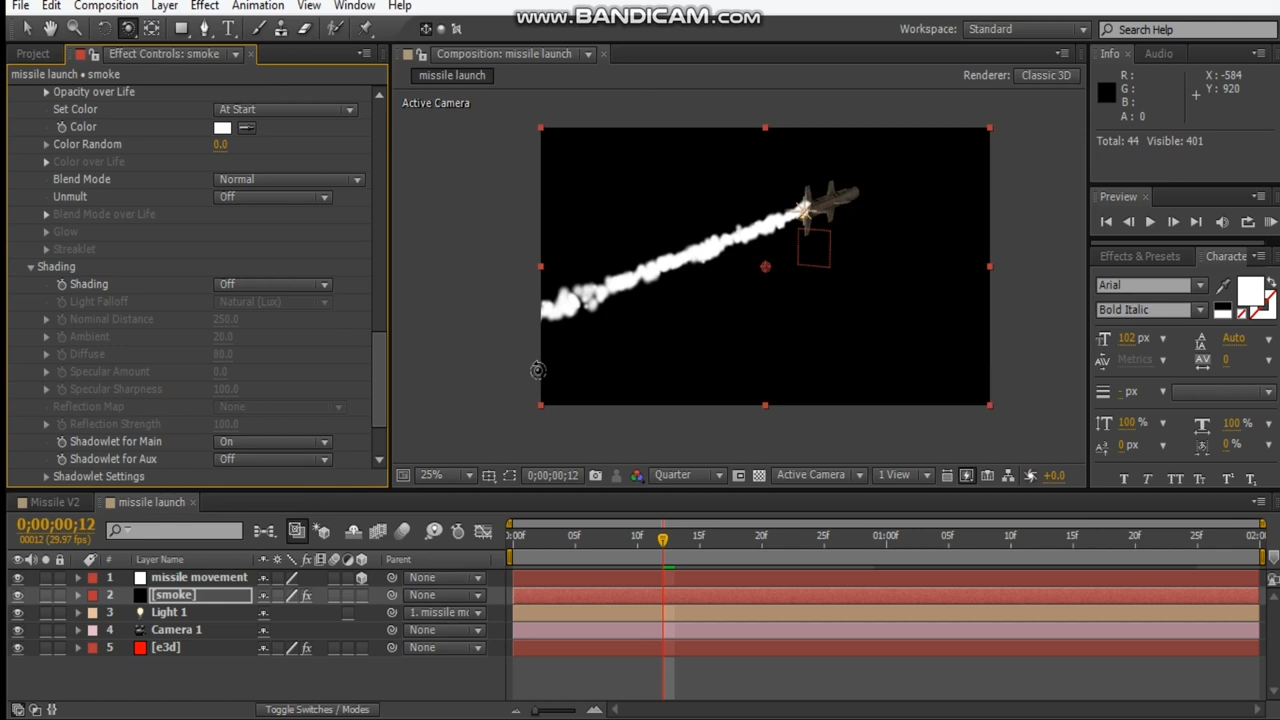 File Edit Composition Layer Effect Animation View Window Help
www.BANDICAM.com
Workspace: Standard Search Help
Project Effect Controls: smoke
missile launch • smoke
Opacity over Life
Set Color At Start
Color
Color Random 0.0
Color over Life
Blend Mode Normal
Unmult Off
Blend Mode over Life
Glow
Streaklet
Shading
Shading Off
Light Falloff Natural (Lux)
Nominal Distance 250.0
Ambient 20.0
Diffuse 80.0
Specular Amount 0.0
Specular Sharpness 100.0
Reflection Map None
Reflection Strength 100.0
Shadowlet for Main On
Shadowlet for Aux Off
Shadowlet Settings
Composition: missile launch
missile launch
Renderer: Classic 3D
Active Camera
25% 0;00;00;12 Quarter Active Camera 1 View +0.0
Info Audio
R: X: -584
G: Y: 920
B:
A: 0
Total: 44 Visible: 401
Preview
Effects & Presets Characte
Arial
Bold Italic
102 px Auto
Metrics 0
- px
100 % 100 %
0 px 0 %
T T TT Tr T T
Missile V2 missile launch
0;00;00;12
00012 (29.97 fps)
# Layer Name Parent
:00f 05f 10f 15f 20f 25f 01:00f 05f 10f 15f 20f 25f 02:0
1 missile movement None
2 [smoke] None
3 Light 1 1. missile mo
4 Camera 1 None
5 [e3d] None
Toggle Switches / Modes